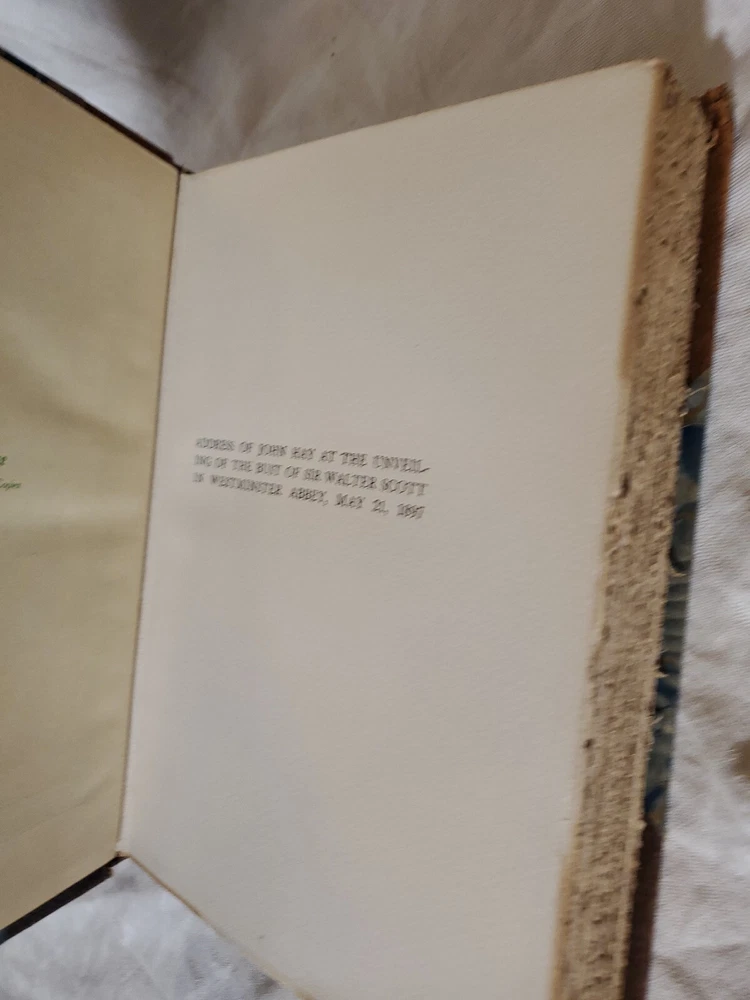 Copies
ADDRESS OF JOHN HAY AT THE UNVEIL-
ING OF THE BUST OF SIR WALTER SCOTT
IN WESTMINSTER ABBEY, MAY 21, 1897